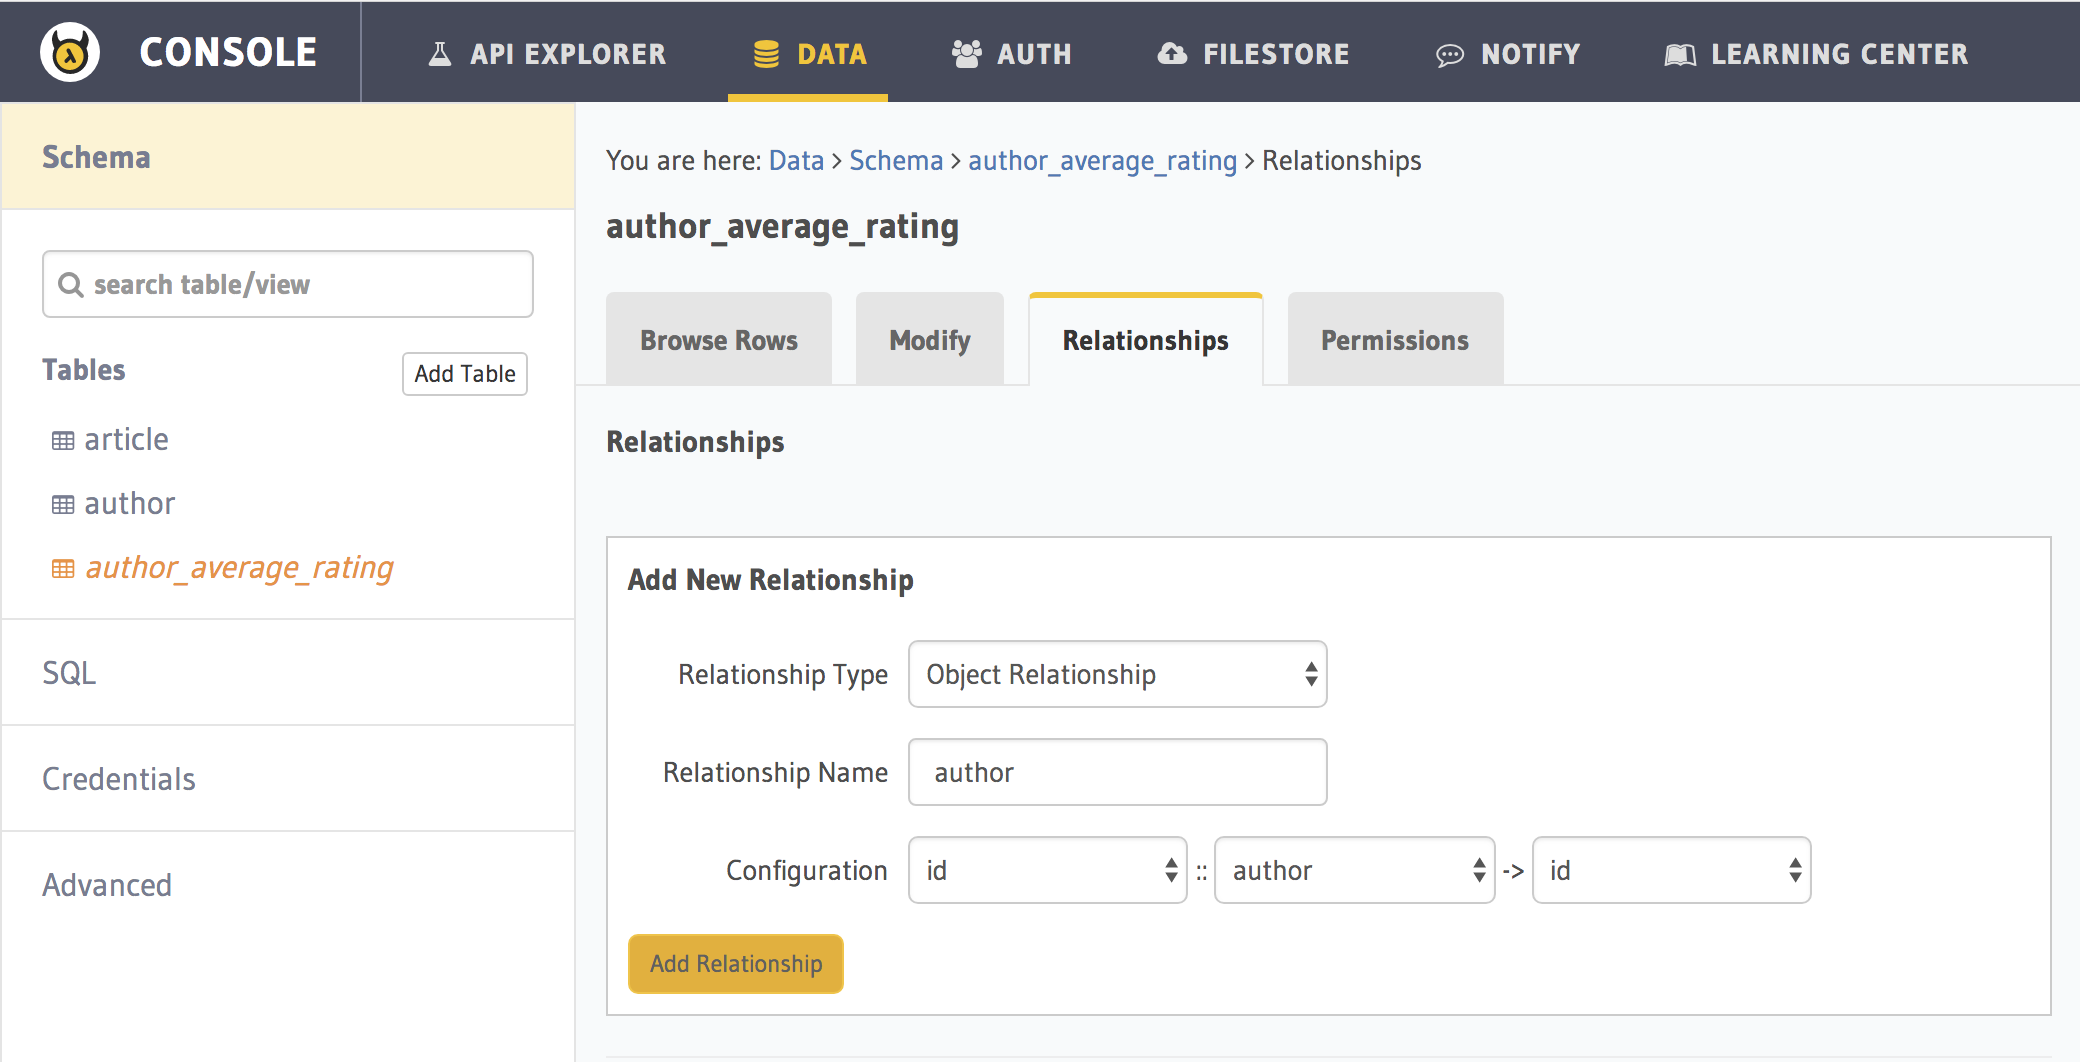 CONSOLE
API EXPLORER
DATA
AUTH
FILESTORE
NOTIFY
LEARNING CENTER
Schema
search table/view
Tables
Add Table
article
author
author_average_rating
SQL
Credentials
Advanced
You are here: Data > Schema > author_average_rating > Relationships
author_average_rating
Browse Rows
Modify
Relationships
Permissions
Relationships
Add New Relationship
Relationship Type Object Relationship
Relationship Name author
Configuration id :: author -> id
Add Relationship